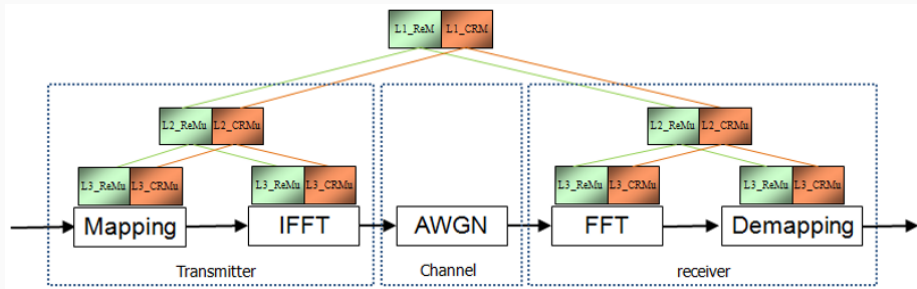 L1_ReM L1_CRM
L2_ReMu L2_CRMu
L2_ReMu L2_CRMu
L3_ReMu L3_CRMu
L3_ReMu L3_CRMu
L3_ReMu L3_CRMu
L3_ReMu L3_CRMu
Mapping
IFFT
AWGN
FFT
Demapping
Transmitter
Channel
receiver